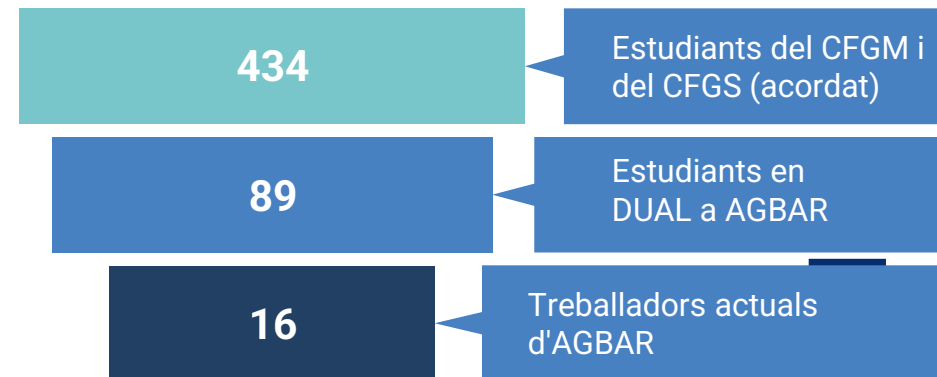 434
Estudiants del CFGM i
del CFGS (acordat)
89
Estudiants en
DUAL a AGBAR
16
Treballadors actuals
d'AGBAR